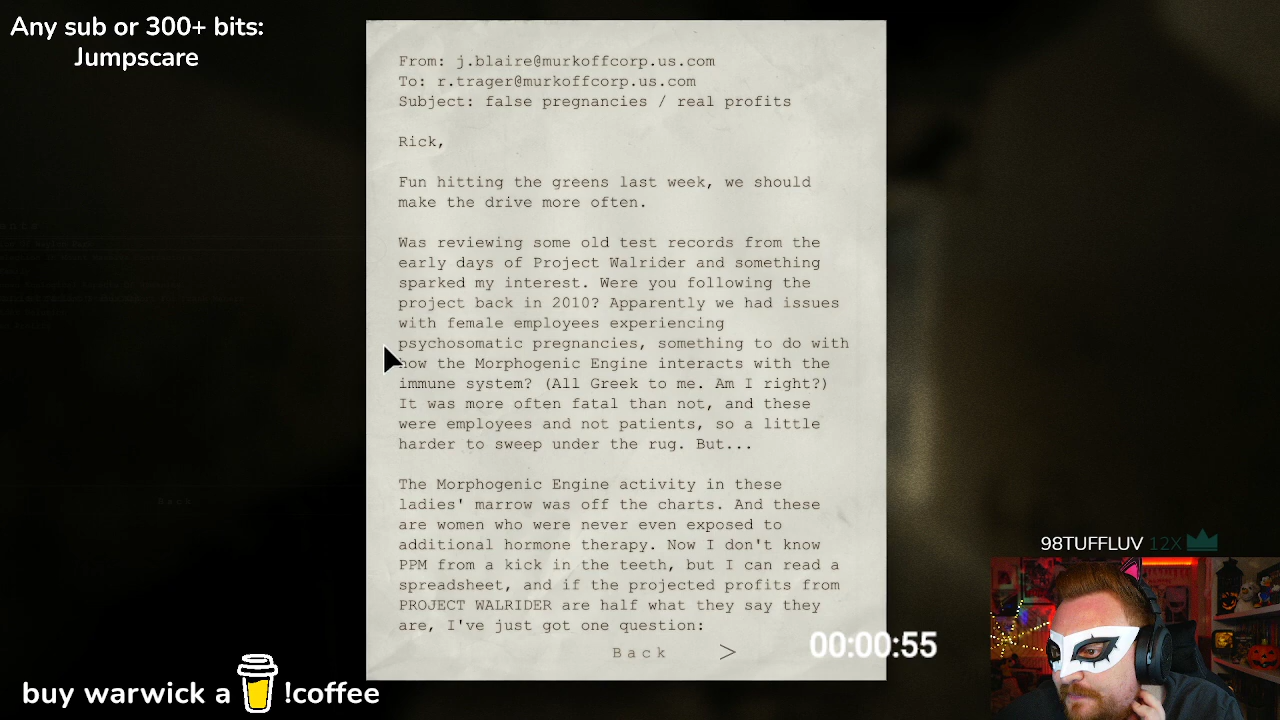 Any sub or 300+ bits:
Jumpscare
From: j.blaire@murkoffcorp.us.com
To: r.trager@murkoffcorp.us.com
Subject: false pregnancies / real profits
Rick,
Fun hitting the greens last week, we should
make the drive more often.
Was reviewing some old test records from the
early days of Project Walrider and something
sparked my interest. Were you following the
project back in 2010? Apparently we had issues
with female employees experiencing
psychosomatic pregnancies, something to do with
how the Morphogenic Engine interacts with the
immune system? (All Greek to me. Am I right?)
It was more often fatal than not, and these
were employees and not patients, so a little
harder to sweep under the rug. But...
The Morphogenic Engine activity in these
ladies' marrow was off the charts. And these
are women who were never even exposed to
additional hormone therapy. Now I don't know
PPM from a kick in the teeth, but I can read a
spreadsheet, and if the projected profits from
PROJECT WALRIDER are half what they say they
are, I've just got one question:
Back >
00:00:55
98TUFFLUV 12X
buy warwick a !coffee